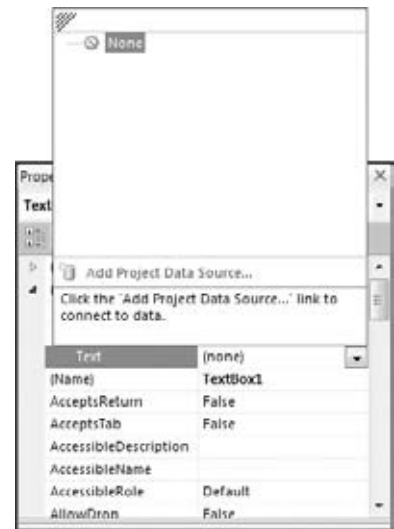 None
Prope
Text
Add Project Data Source...
Click the 'Add Project Data Source...' link to
connect to data.
Text (none)
(Name) TextBox1
AcceptsReturn False
AcceptsTab False
AccessibleDescription
AccessibleName
AccessibleRole Default
AllowDrop False